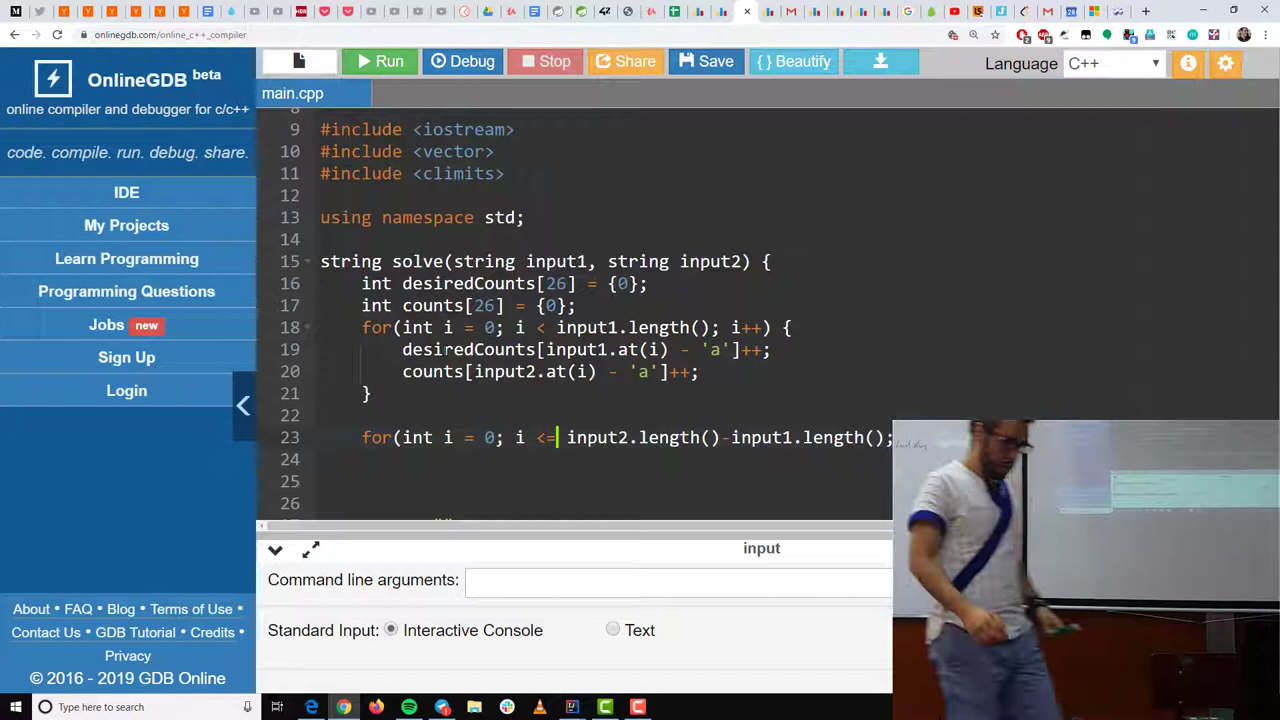 onlinegdb.com/online_c++_compiler
OnlineGDB beta
online compiler and debugger for c/c++
code. compile. run. debug. share.
IDE
My Projects
Learn Programming
Programming Questions
Jobs new
Sign Up
Login
About • FAQ • Blog • Terms of Use •
Contact Us • GDB Tutorial • Credits •
Privacy
© 2016 - 2019 GDB Online
Run
Debug
Stop
Share
Save
{ } Beautify
Language
C++
main.cpp
8
9 #include <iostream>
10 #include <vector>
11 #include <climits>
12
13 using namespace std;
14
15 string solve(string input1, string input2) {
16 int desiredCounts[26] = {0};
17 int counts[26] = {0};
18 for(int i = 0; i < input1.length(); i++) {
19 desiredCounts[input1.at(i) - 'a']++;
20 counts[input2.at(i) - 'a']++;
21 }
22
23 for(int i = 0; i <= input2.length()-input1.length();
24
25
26
""
input
Command line arguments:
Standard Input: Interactive Console Text
Type here to search